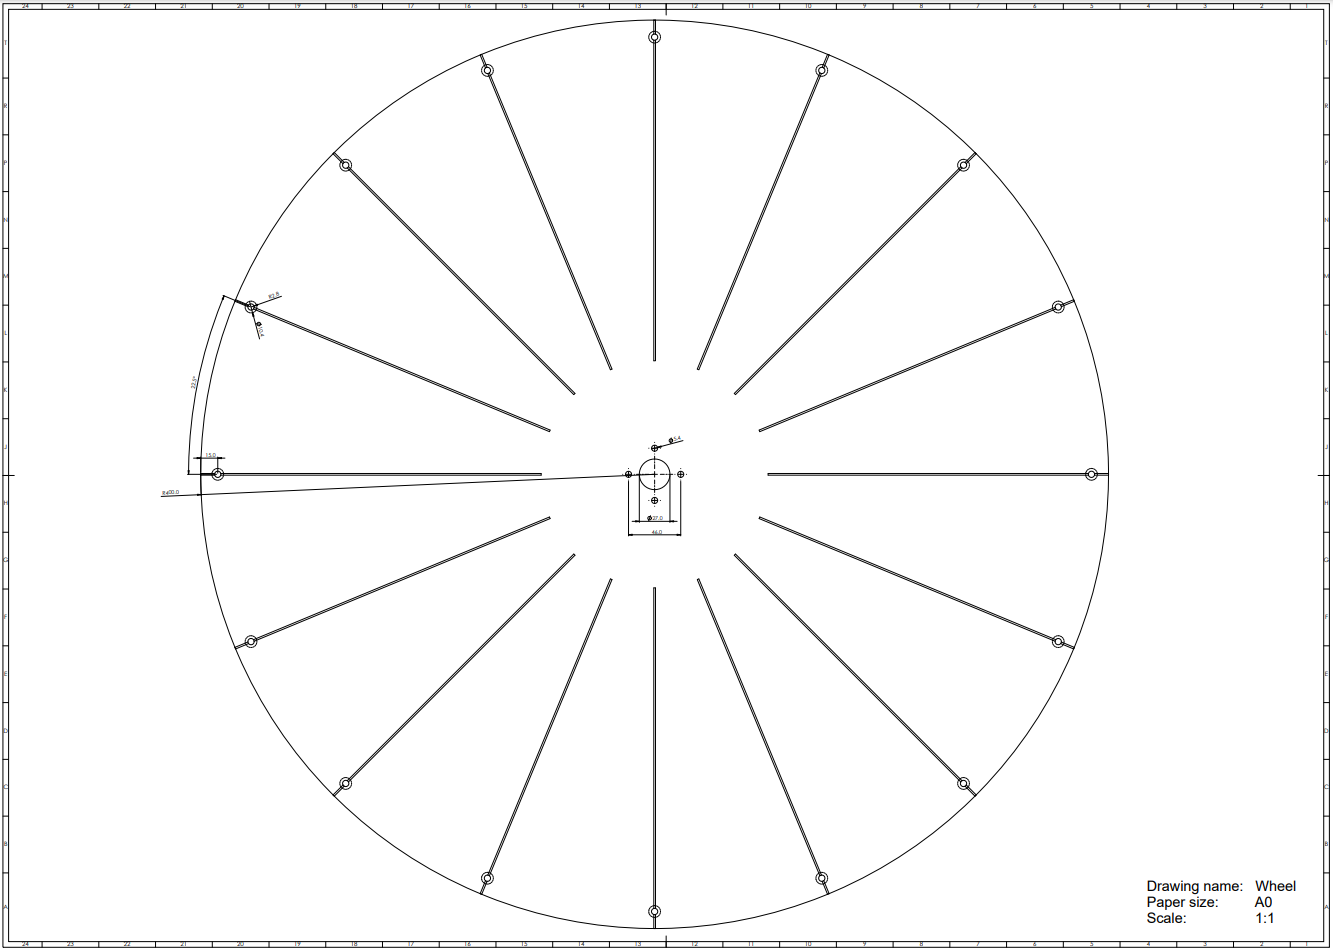 24 23 22 21 20 19 18 17 16 15 14 13 12 11 10 9 8 7 6 5 4 3 2 1
T T
R R
P P
N N
M M
R2.8
L L
22.5°
K K
⌀5.4
J J
15.0
R400.0
H H
⌀27.0
46.0
G G
F F
E E
D D
C C
B B
Drawing name: Wheel
Paper size: A0
A A
Scale: 1:1
24 23 22 21 20 19 18 17 16 15 14 13 12 11 10 9 8 7 6 5 4 3 2 1